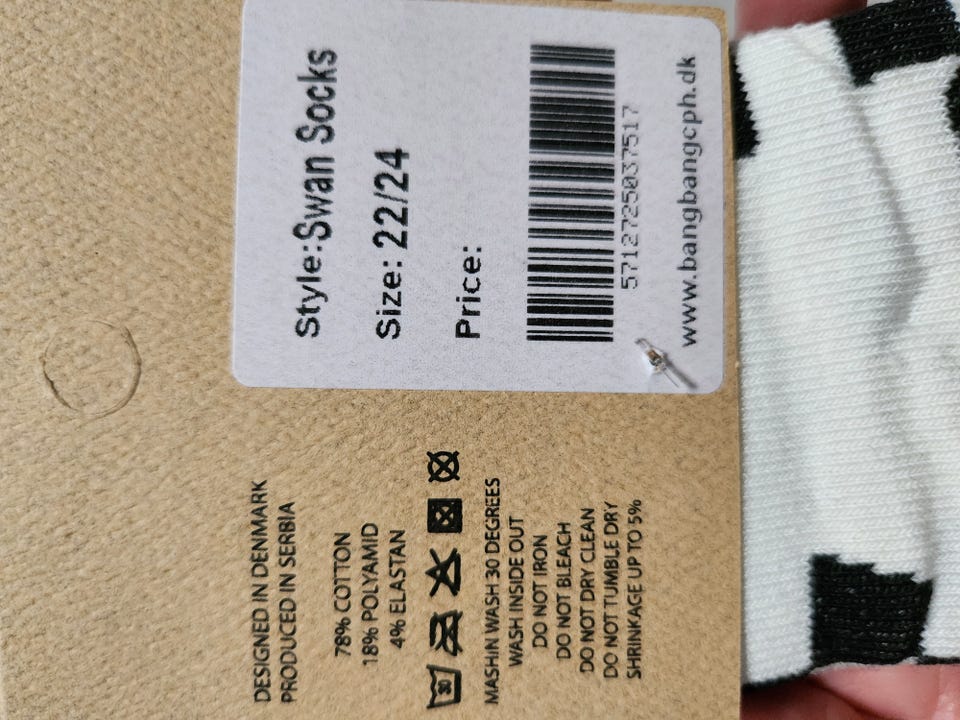 DESIGNED IN DENMARK
PRODUCED IN SERBIA
78% COTTON
18% POLYAMID
4% ELASTAN
30
MASHIN WASH 30 DEGREES
WASH INSIDE OUT
DO NOT IRON
DO NOT BLEACH
DO NOT DRY CLEAN
DO NOT TUMBLE DRY
SHRINKAGE UP TO 5%
Style:Swan Socks
Size: 22/24
Price:
5712725037517
www.bangbangcph.dk